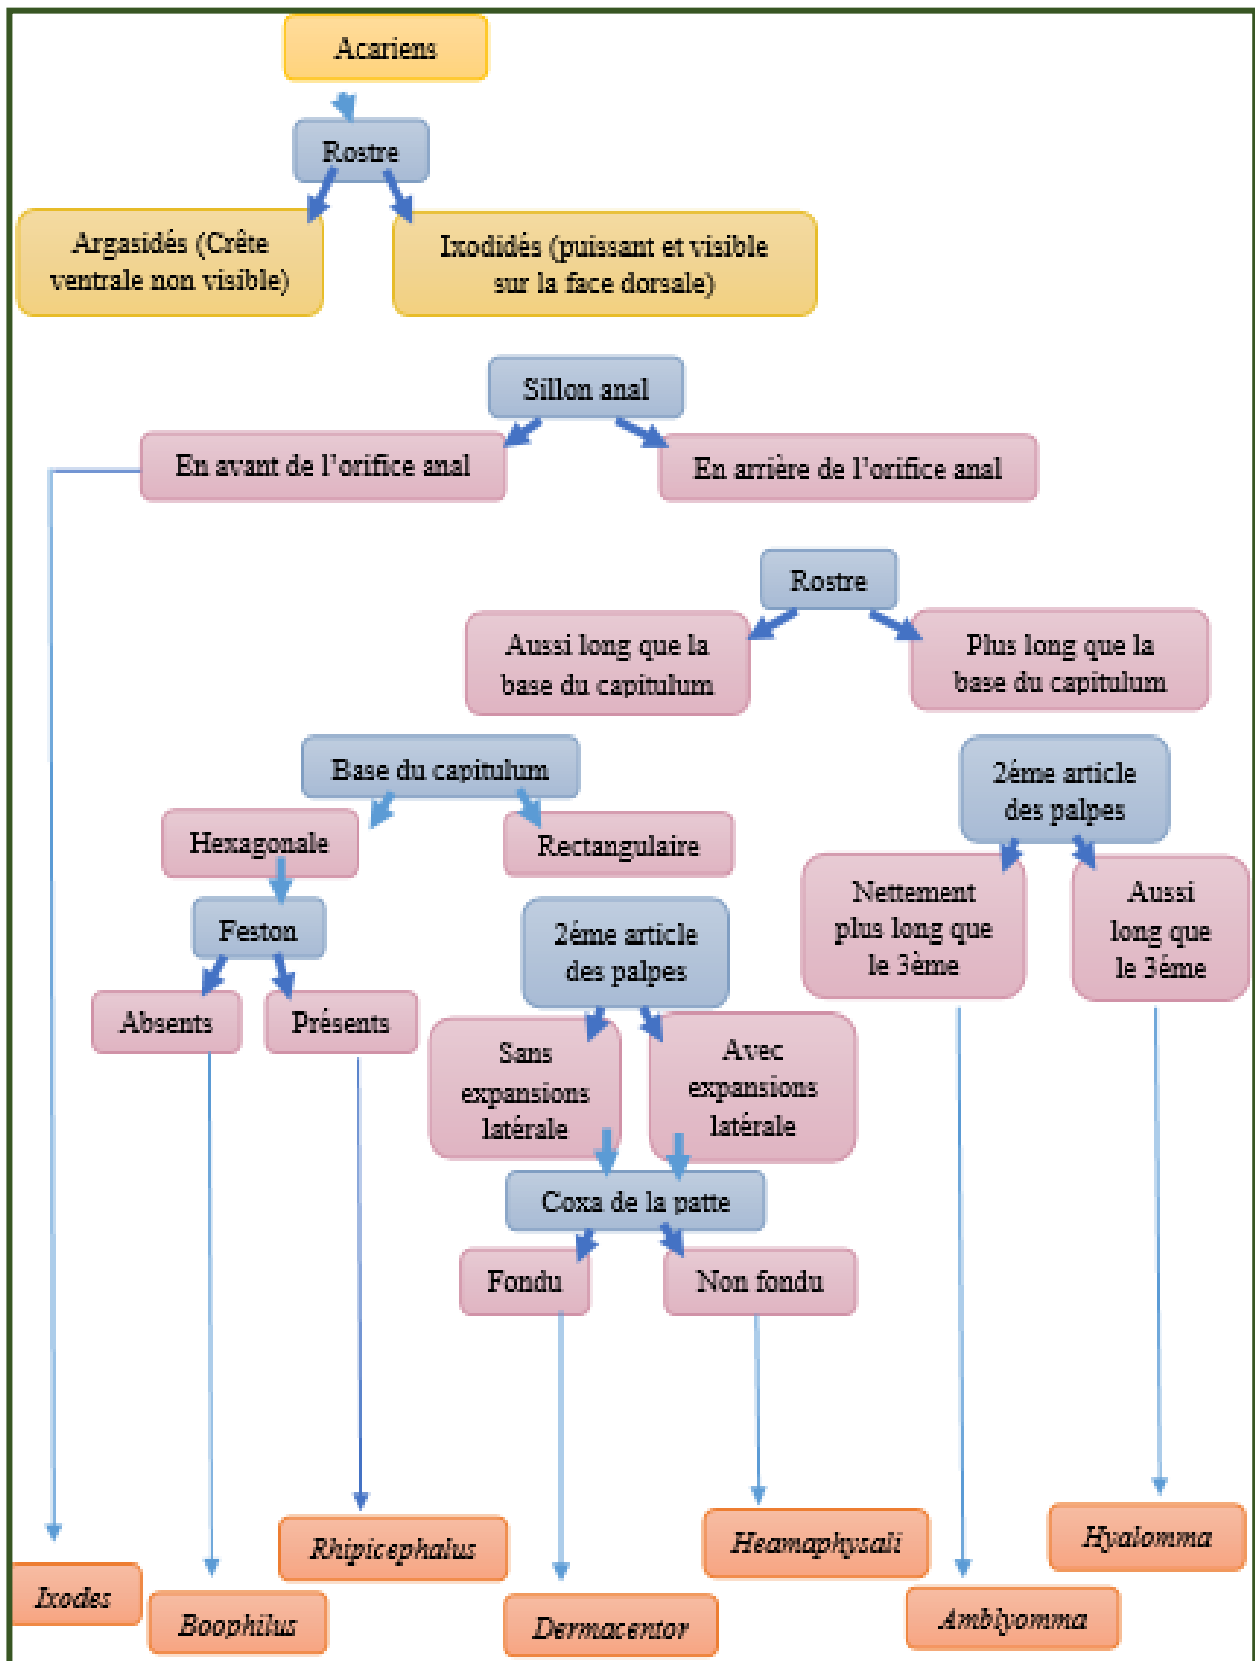 Acariens
Rostre
Argasidés (Crête
ventrale non visible)
Ixodidés (puissant et visible
sur la face dorsale)
Sillon anal
En avant de l’orifice anal
En arrière de l’orifice anal
Rostre
Aussi long que la
base du capitulum
Plus long que la
base du capitulum
Base du capitulum
2éme article
des palpes
Hexagonale
Rectangulaire
Nettement
plus long que
le 3ème
Aussi
long que
le 3éme
Feston
2éme article
des palpes
Absents
Présents
Sans
expansions
latérale
Avec
expansions
latérale
Coxa de la patte
Fondu
Non fondu
Ixodes
Boophilus
Rhipicephalus
Dermacentor
Heamaphysali
Amblyomma
Hyalomma